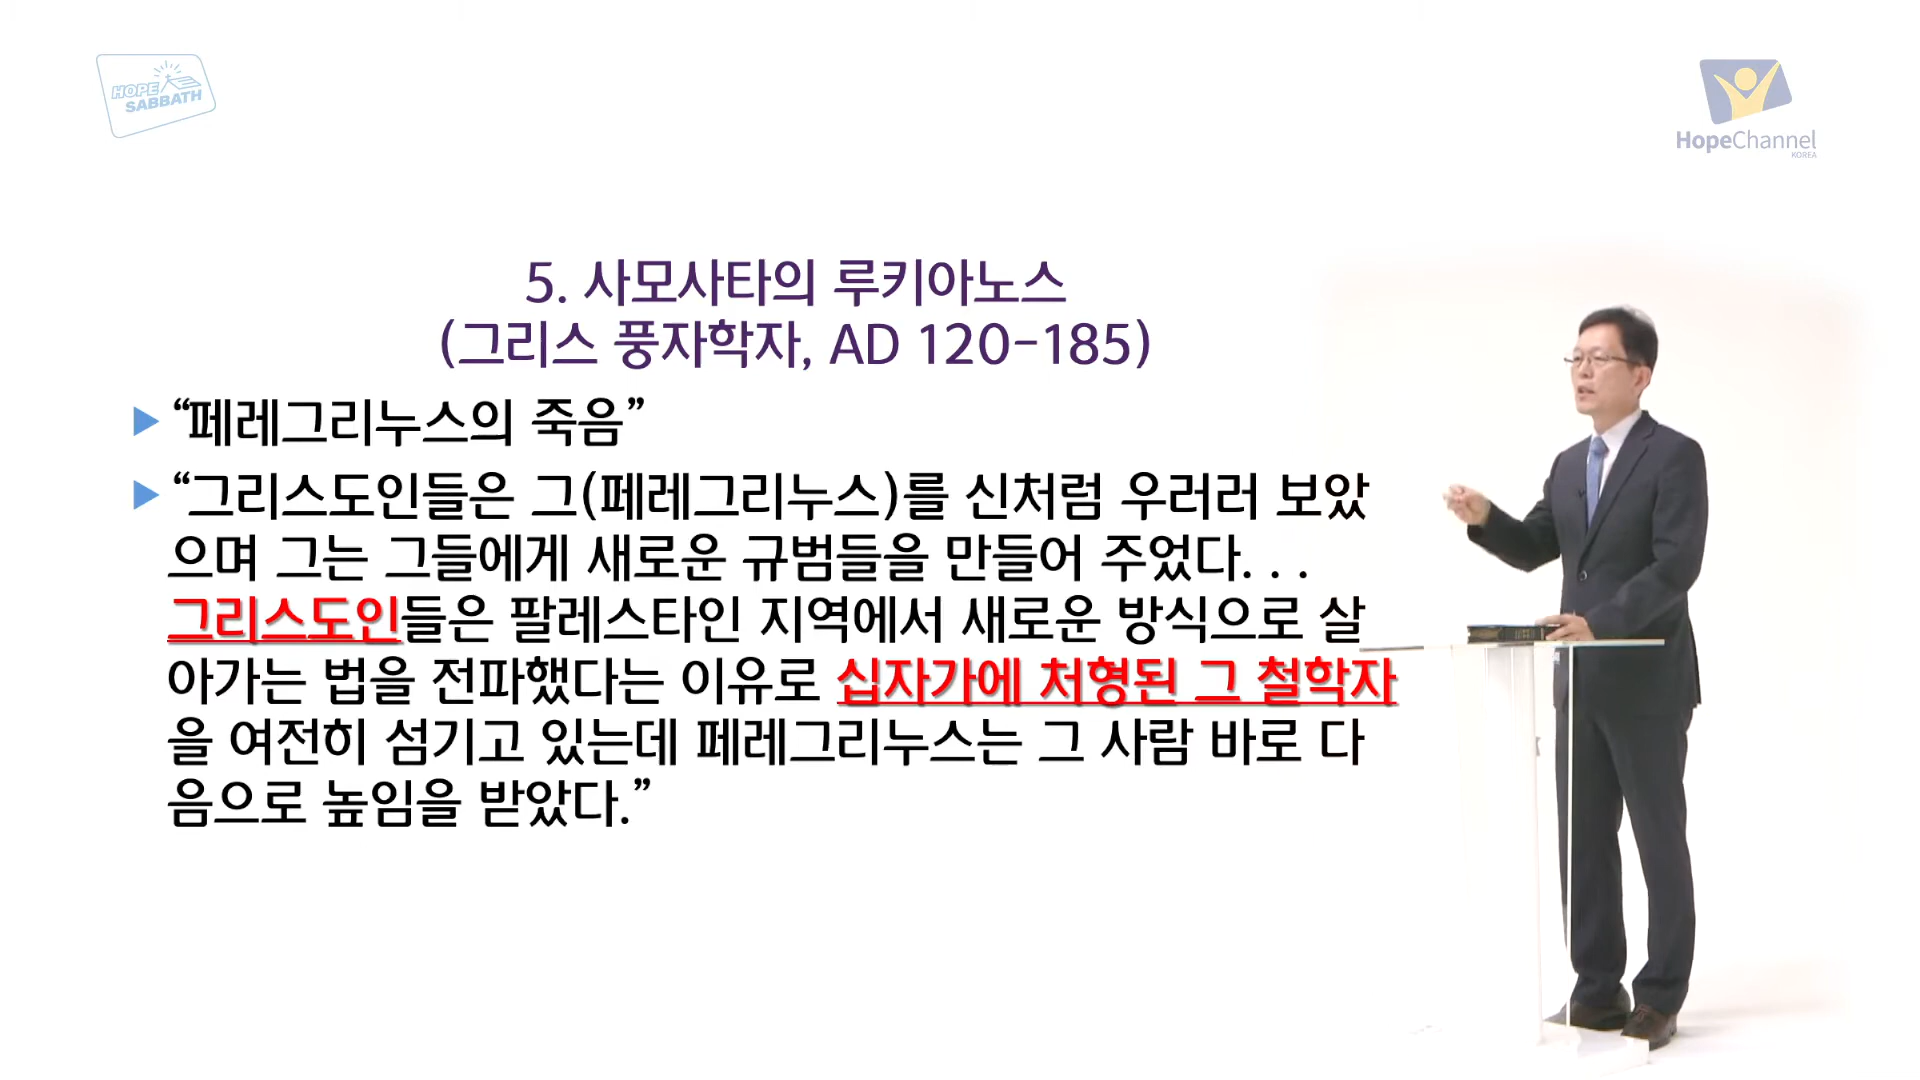 HOPE
SABBATH
HopeChannel
KOREA
5. 사모사타의 루키아노스
(그리스 풍자학자, AD 120-185)
▶“페레그리누스의 죽음”
▶“그리스도인들은 그(페레그리누스)를 신처럼 우러러 보았
으며 그는 그들에게 새로운 규범들을 만들어 주었다. . .
그리스도인들은 팔레스타인 지역에서 새로운 방식으로 살
아가는 법을 전파했다는 이유로 십자가에 처형된 그 철학자
을 여전히 섬기고 있는데 페레그리누스는 그 사람 바로 다
음으로 높임을 받았다.”